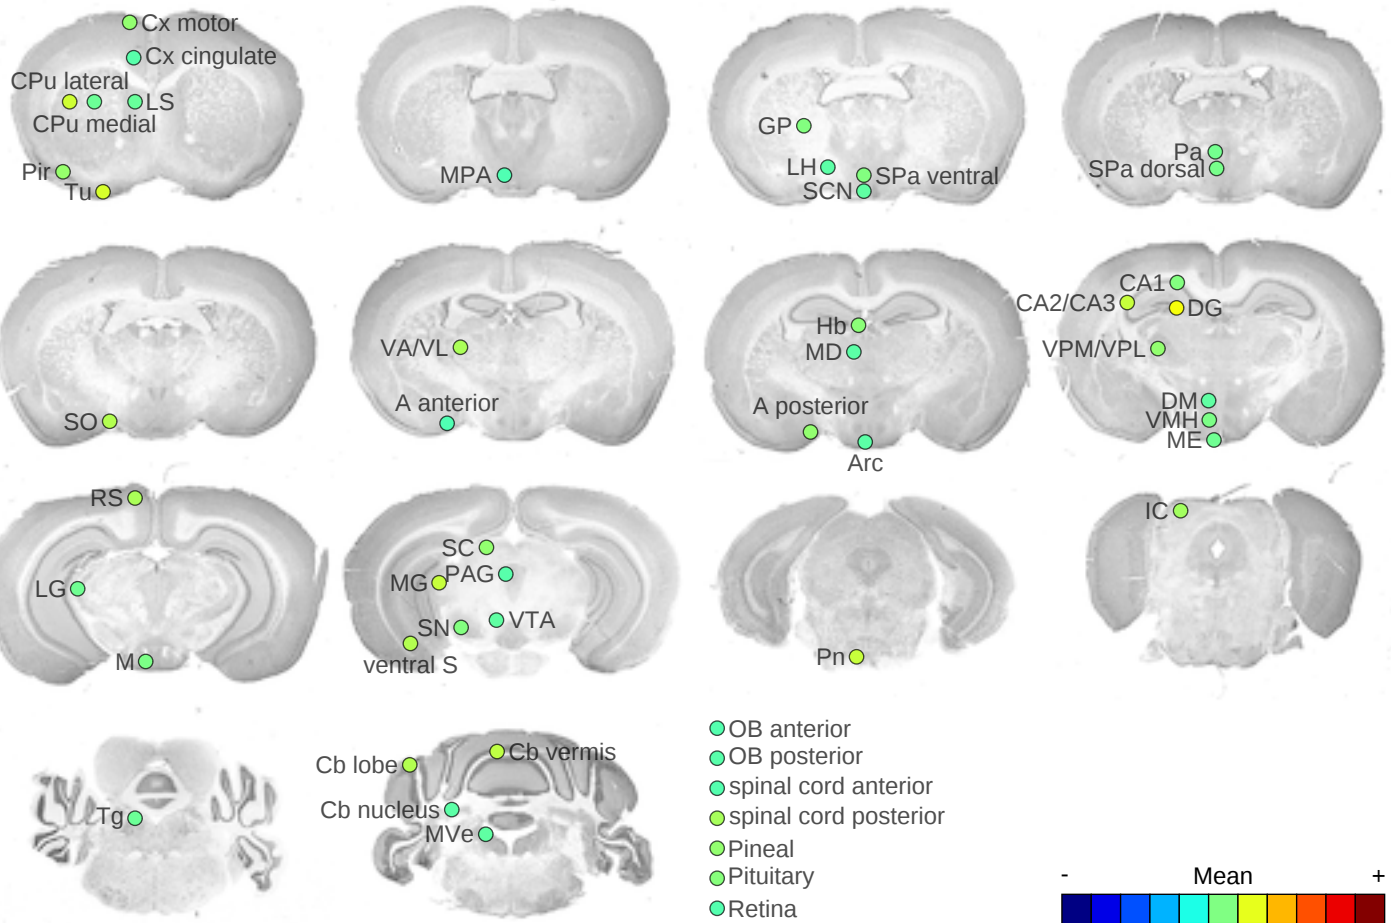 Cx motor
Cx cingulate
CPu lateral
LS
CPu medial
Pir
Tu
MPA
GP
LH
SPa ventral
SCN
Pa
SPa dorsal
SO
VA/VL
A anterior
Hb
MD
A posterior
Arc
CA1
CA2/CA3
DG
VPM/VPL
DM
VMH
ME
RS
LG
M
SC
MG
PAG
SN
VTA
ventral S
Pn
IC
Tg
Cb lobe
Cb vermis
Cb nucleus
MVe
OB anterior
OB posterior
spinal cord anterior
spinal cord posterior
Pineal
Pituitary
Retina
- Mean +